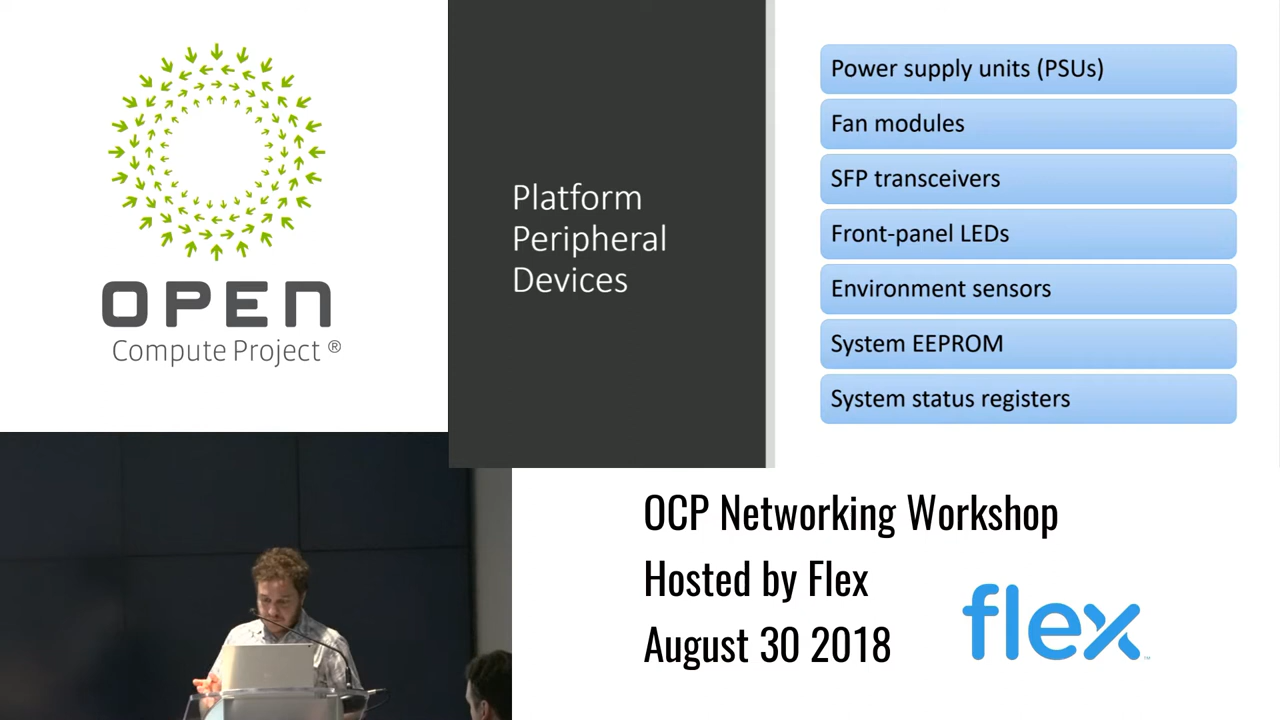 OPEN
Compute Project ®
Platform
Peripheral
Devices
Power supply units (PSUs)
Fan modules
SFP transceivers
Front-panel LEDs
Environment sensors
System EEPROM
System status registers
OCP Networking Workshop
Hosted by Flex
August 30 2018
flex